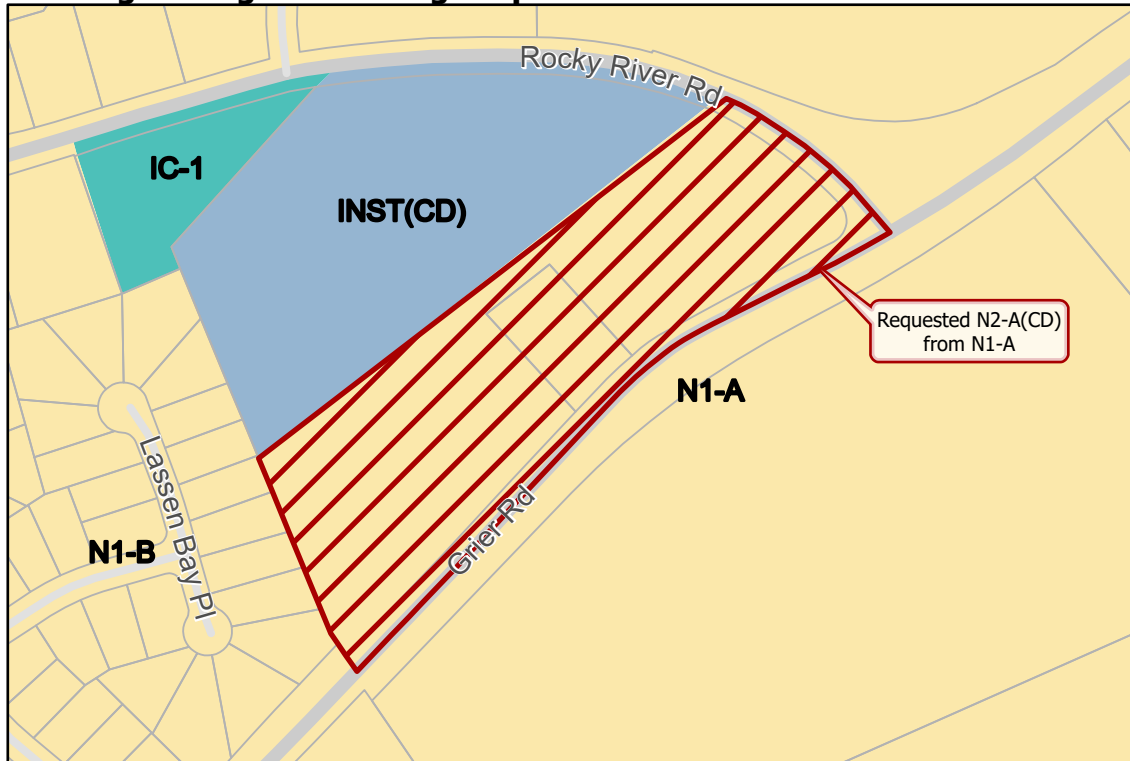 Rocky River Rd
IC-1
INST(CD)
Requested N2-A(CD)
from N1-A
N1-A
Lassen Bay Pl
Grier Rd
N1-B